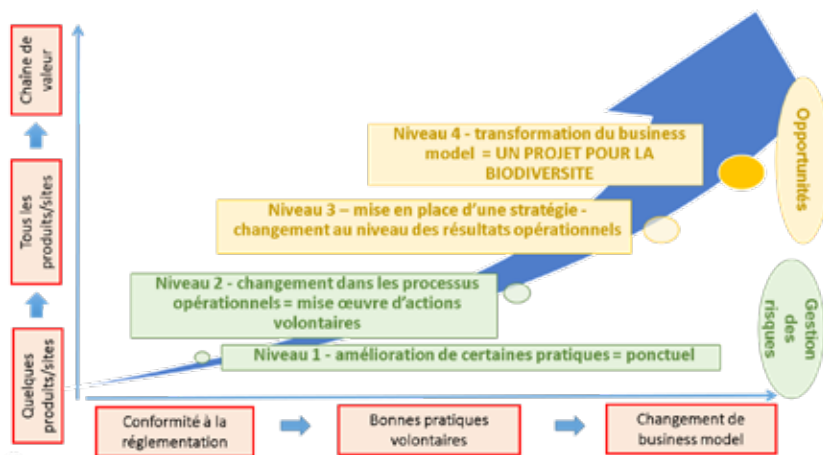 Chaîne de
valeur
Tous les
produits/sites
Quelques
produits/sites
Niveau 4 - transformation du business
model = UN PROJET POUR LA
BIODIVERSITE
Niveau 3 – mise en place d'une stratégie -
changement au niveau des résultats opérationnels
Niveau 2 - changement dans les processus
opérationnels = mise œuvre d'actions
volontaires
Niveau 1 - amélioration de certaines pratiques = ponctuel
Opportunités
Gestion
des
risques
Conformité à la
réglementation
Bonnes pratiques
volontaires
Changement de
business model